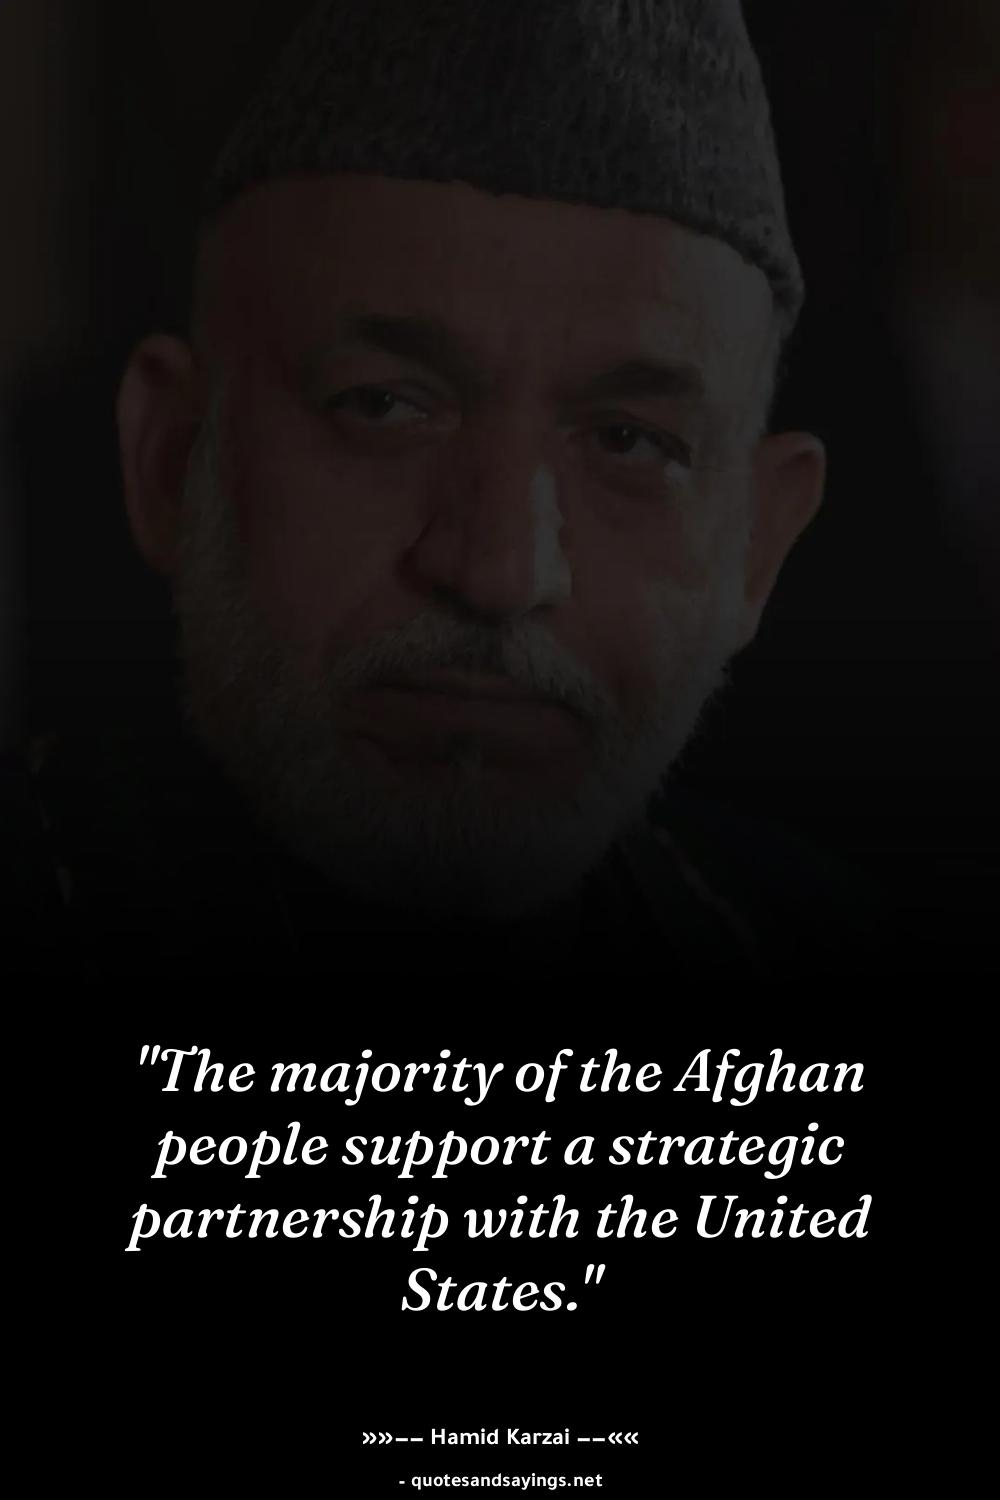 "The majority of the Afghan
people support a strategic
partnership with the United
States."
»»−− Hamid Karzai −−««
- quotesandsayings.net